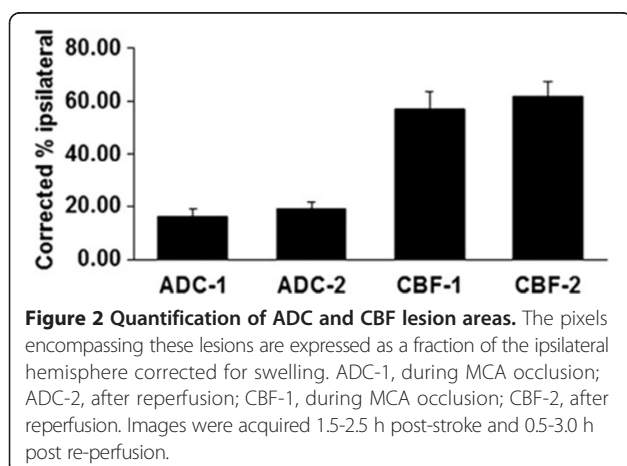 80.00
60.00
40.00
20.00
0.00
Corrected % ipsilateral
ADC-1 ADC-2 CBF-1 CBF-2
Figure 2 Quantification of ADC and CBF lesion areas. The pixels
encompassing these lesions are expressed as a fraction of the ipsilateral
hemisphere corrected for swelling. ADC-1, during MCA occlusion;
ADC-2, after reperfusion; CBF-1, during MCA occlusion; CBF-2, after
reperfusion. Images were acquired 1.5-2.5 h post-stroke and 0.5-3.0 h
post re-perfusion.